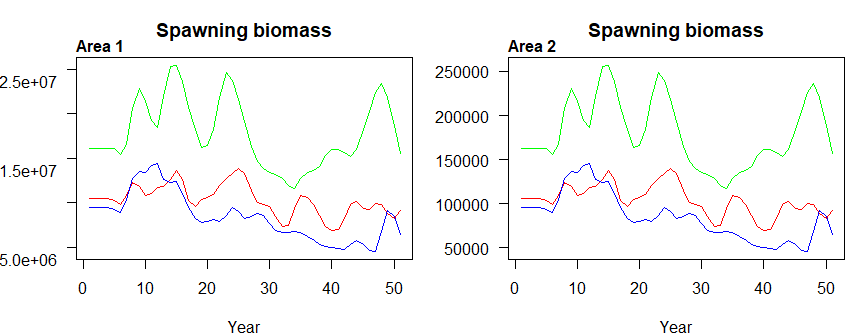 Spawning biomass
Area 1
2.5e+07
1.5e+07
5.0e+06
0 10 20 30 40 50
Year
Spawning biomass
Area 2
250000
200000
150000
100000
50000
0 10 20 30 40 50
Year